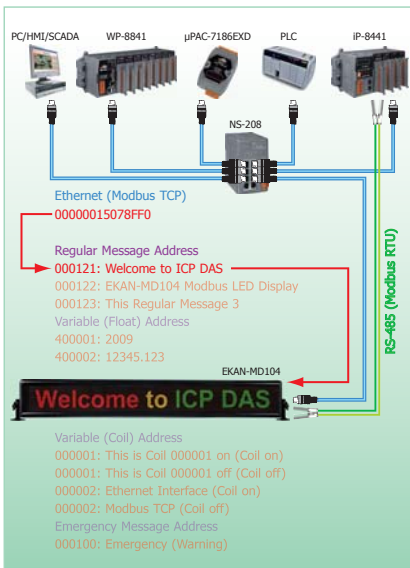 PC/HMI/SCADA WP-8841 µPAC-7186EXD PLC iP-8441
NS-208
Ethernet (Modbus TCP)
00000015078FF0
Regular Message Address
000121: Welcome to ICP DAS
000122: EKAN-MD104 Modbus LED Display
000123: This Regular Message 3
Variable (Float) Address
400001: 2009
400002: 12345.123
RS-485 (Modbus RTU)
EKAN-MD104
Welcome to ICP DAS
Variable (Coil) Address
000001: This is Coil 000001 on (Coil on)
000001: This is Coil 000001 off (Coil off)
000002: Ethernet Interface (Coil on)
000002: Modbus TCP (Coil off)
Emergency Message Address
000100: Emergency (Warning)